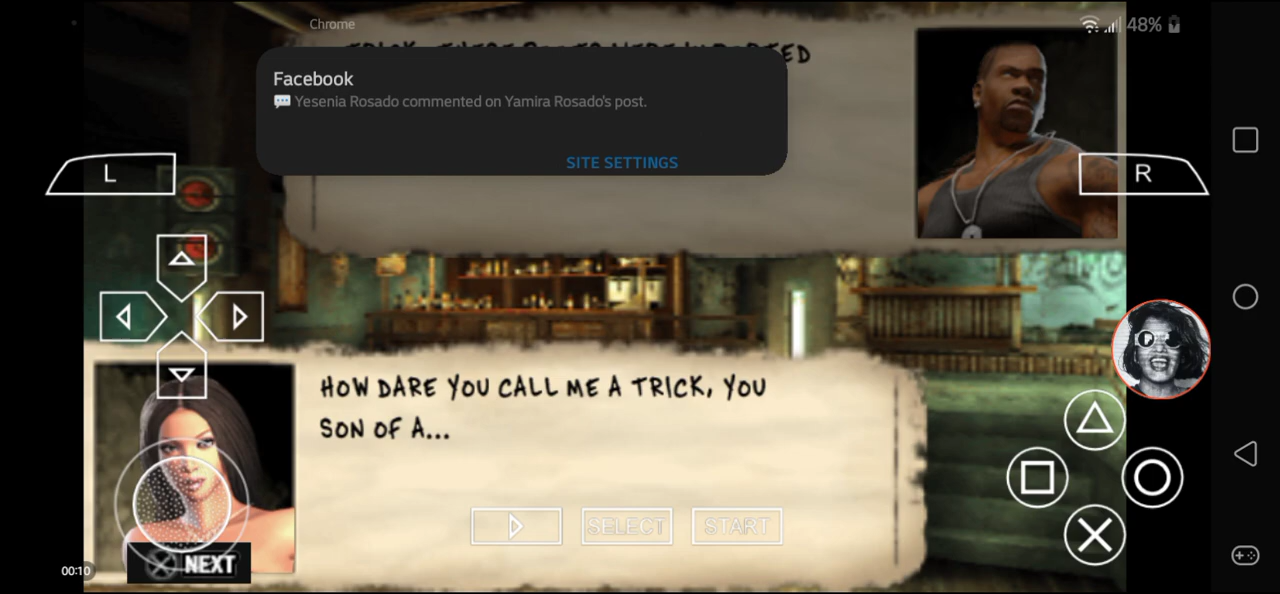 Chrome
48%
ED
Facebook
Yesenia Rosado commented on Yamira Rosado's post.
SITE SETTINGS
L
R
HOW DARE YOU CALL ME A TRICK, YOU
SON OF A...
SELECT
START
NEXT
00:10